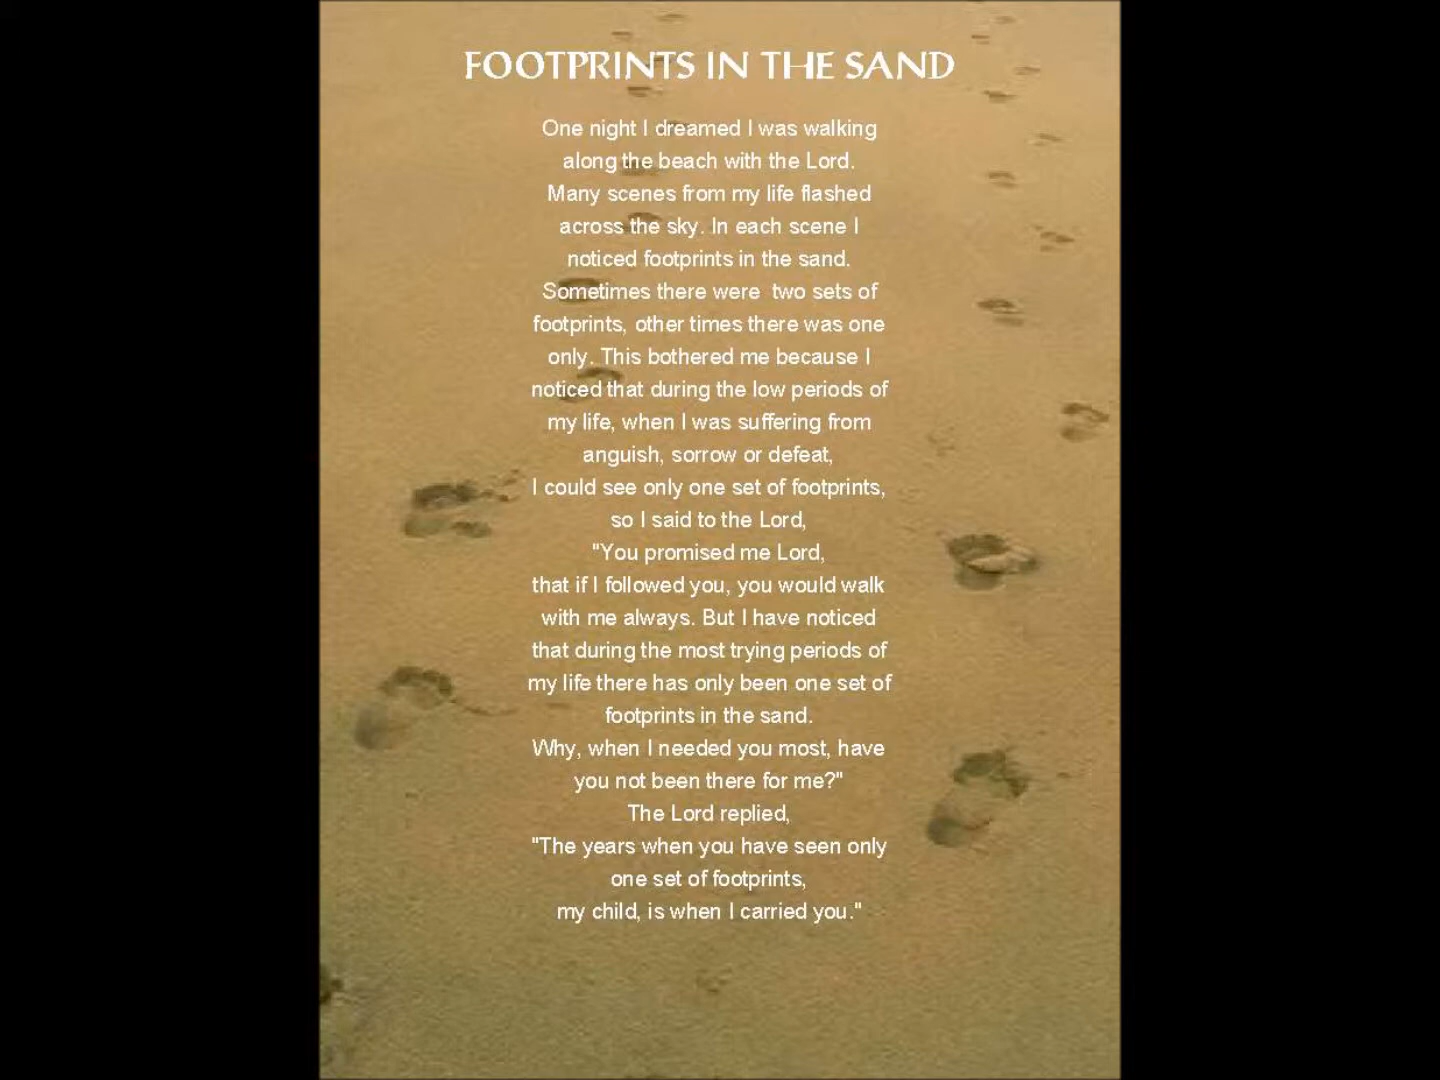 FOOTPRINTS IN THE SAND
One night I dreamed I was walking
along the beach with the Lord.
Many scenes from my life flashed
across the sky. In each scene I
noticed footprints in the sand.
Sometimes there were  two sets of
footprints, other times there was one
only. This bothered me because I
noticed that during the low periods of
my life, when I was suffering from
anguish, sorrow or defeat,
I could see only one set of footprints,
so I said to the Lord,
"You promised me Lord,
that if I followed you, you would walk
with me always. But I have noticed
that during the most trying periods of
my life there has only been one set of
footprints in the sand.
Why, when I needed you most, have
you not been there for me?"
The Lord replied,
"The years when you have seen only
one set of footprints,
my child, is when I carried you."